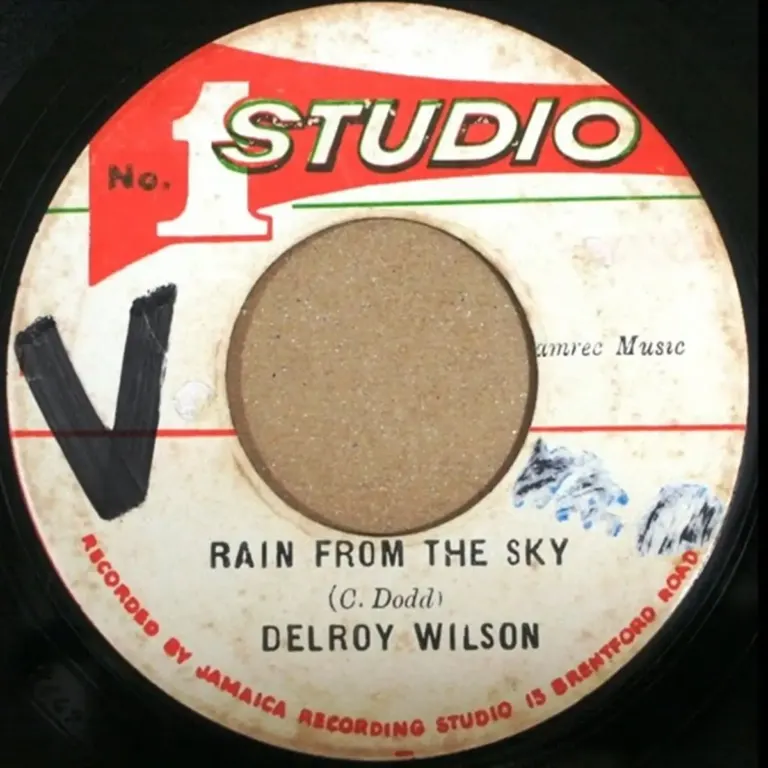 No. 1 STUDIO
V
amrec Music
RAIN FROM THE SKY
(C. Dodd)
DELROY WILSON
RECORDED BY JAMAICA RECORDING STUDIO 13 BRENTFORD ROAD